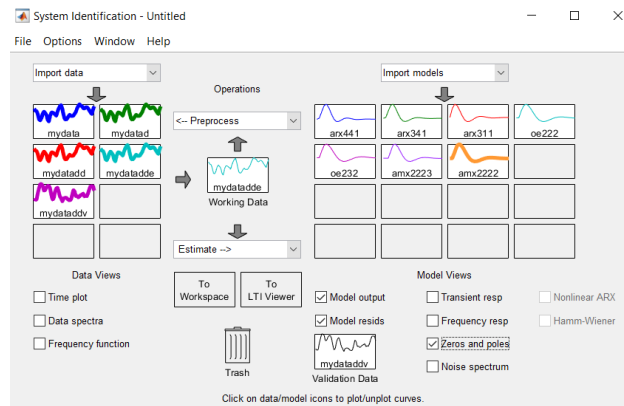 System Identification - Untitled
File Options Window Help
Import data
Import models
Operations
<-- Preprocess
mydata
mydatad
arx441
arx341
arx311
oe222
mydatadd
mydatadde
mydatadde
oe232
amx2223
amx2222
Working Data
mydataddv
Estimate -->
Data Views
Model Views
To
Workspace
To
LTI Viewer
Time plot
Data spectra
Frequency function
Model output
Transient resp
Nonlinear ARX
Model resids
Frequency resp
Hamm-Wiener
Zeros and poles
Noise spectrum
Trash
mydataddv
Validation Data
Click on data/model icons to plot/unplot curves.